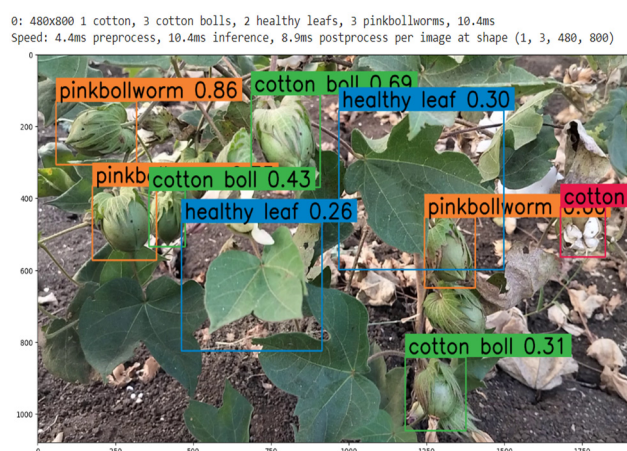 0: 480x800 1 cotton, 3 cotton bolls, 2 healthy leafs, 3 pinkbollworms, 10.4ms
Speed: 4.4ms preprocess, 10.4ms inference, 8.9ms postprocess per image at shape (1, 3, 480, 800)
0
pinkbollworm 0.86
cotton boll 0.69
healthy leaf 0.30
200
cotton boll 0.43
400
healthy leaf 0.26
pinkbollworm
cotton
600
800
cotton boll 0.31
1000
0 250 500 750 1000 1250 1500 1750